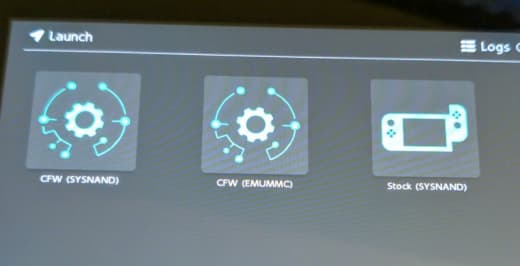 Launch
Logs
CFW (SYSNAND)
CFW (EMUMMC)
Stock (SYSNAND)